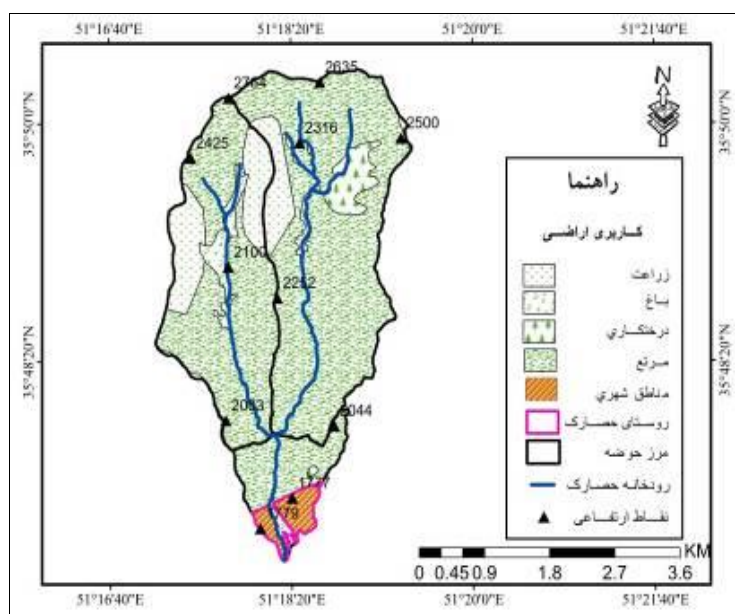 51°16'40"E 51°18'20"E 51°20'0"E 51°21'40"E
35°50'0"N
35°48'20"N
35°50'0"N
35°48'20"N
N
2635
2764
2500
2316
2425
2100
2212
2044
راهنما
کاربری اراضی
زراعت
باغ
درختکاری
مرتع
مناطق شهری
روستای حصارک
مرز حوضه
رودخانه حصارک
نقاط ارتفاعی
KM
0 0.45 0.9 1.8 2.7 3.6
51°16'40"E 51°18'20"E 51°20'0"E 51°21'40"E